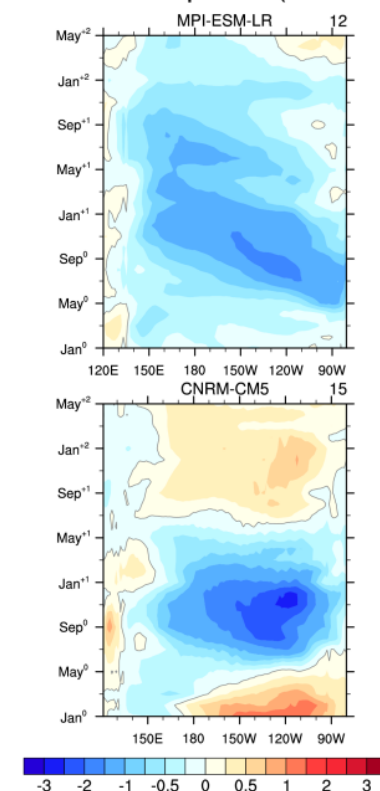 MPI-ESM-LR 12
May+2
Jan+2
Sep+1
May+1
Jan+1
Sep0
May0
Jan0
120E 150E 180 150W 120W 90W
CNRM-CM5 15
May+2
Jan+2
Sep+1
May+1
Jan+1
Sep0
May0
Jan0
150E 180 150W 120W 90W
-3 -2 -1 -0.5 0 0.5 1 2 3